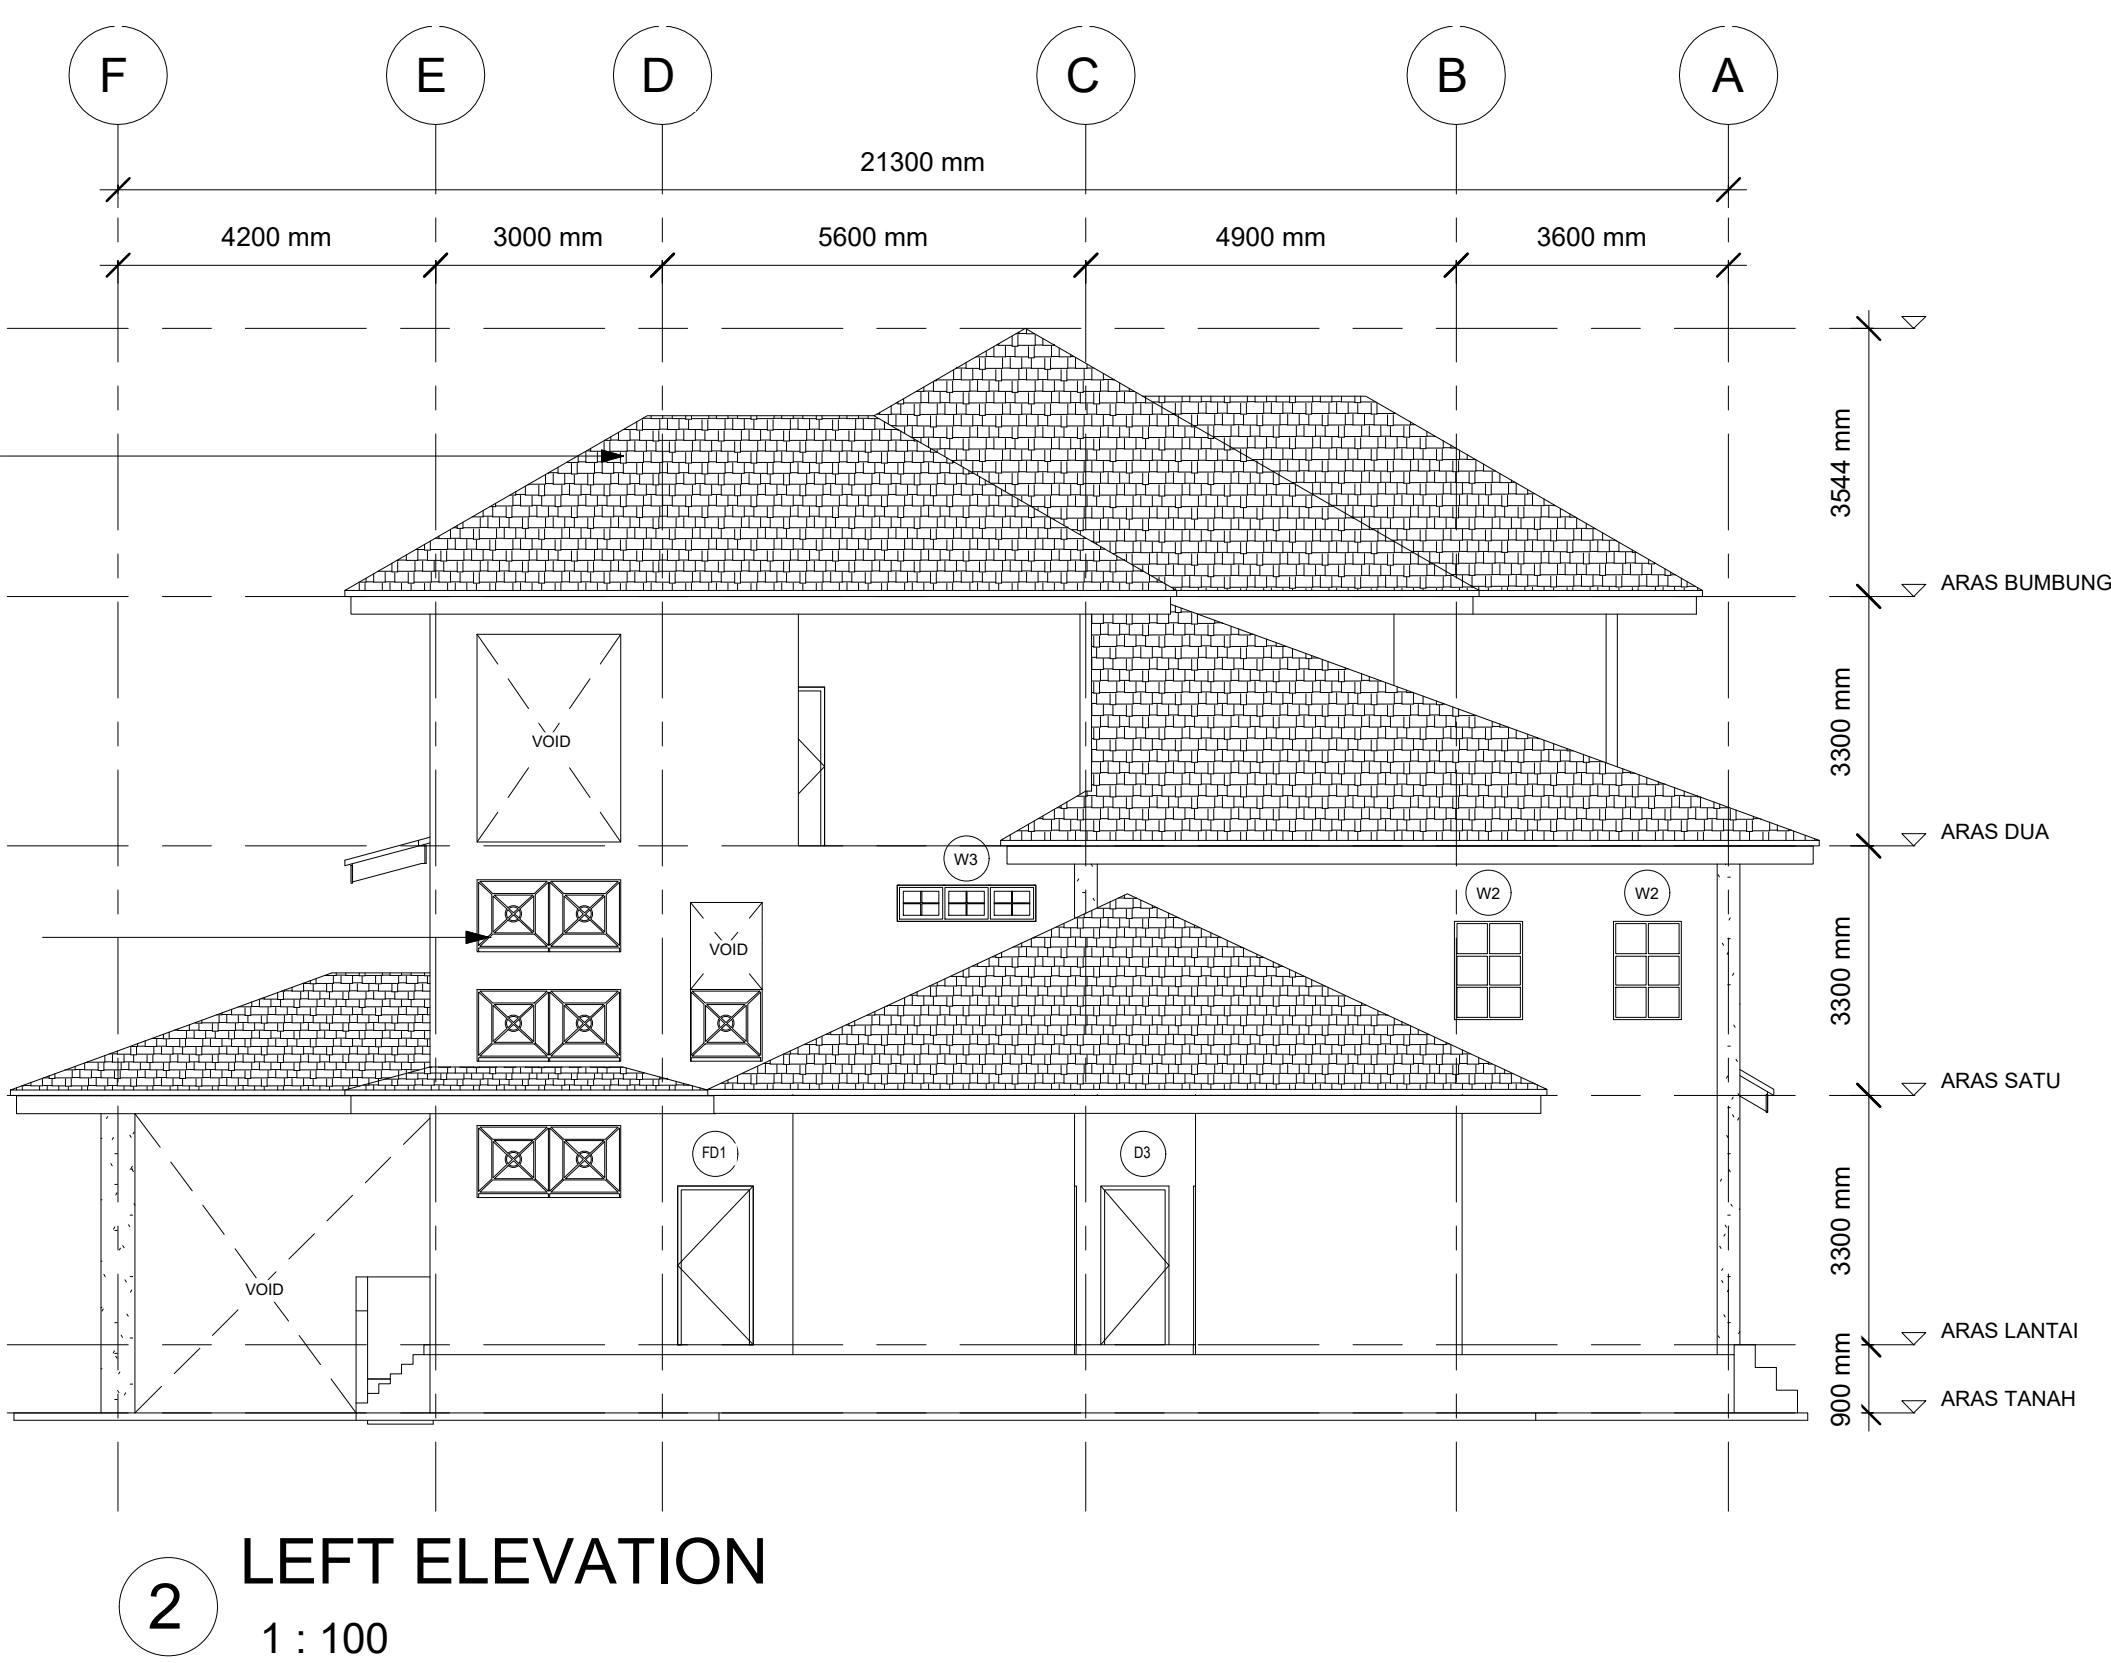 F
E
D
C
B
A
21300 mm
4200 mm
3000 mm
5600 mm
4900 mm
3600 mm
3544 mm
ARAS BUMBUNG
3300 mm
VOID
ARAS DUA
W3
W2
W2
VOID
3300 mm
ARAS SATU
FD1
D3
3300 mm
VOID
ARAS LANTAI
900 mm
ARAS TANAH
2
LEFT ELEVATION
1 : 100